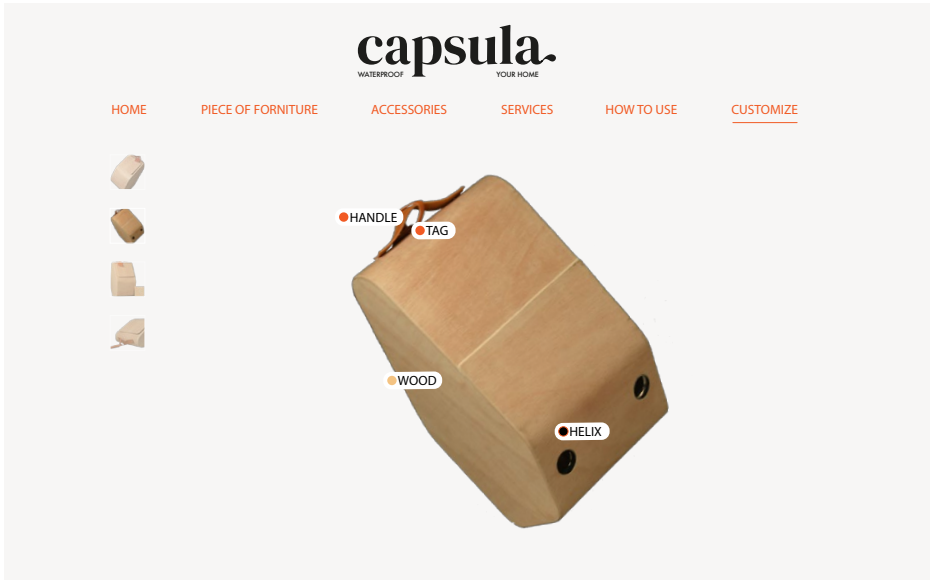 capsula.
WATERPROOF YOUR HOME
HOME PIECE OF FORNITURE ACCESSORIES SERVICES HOW TO USE CUSTOMIZE
HANDLE
TAG
WOOD
HELIX